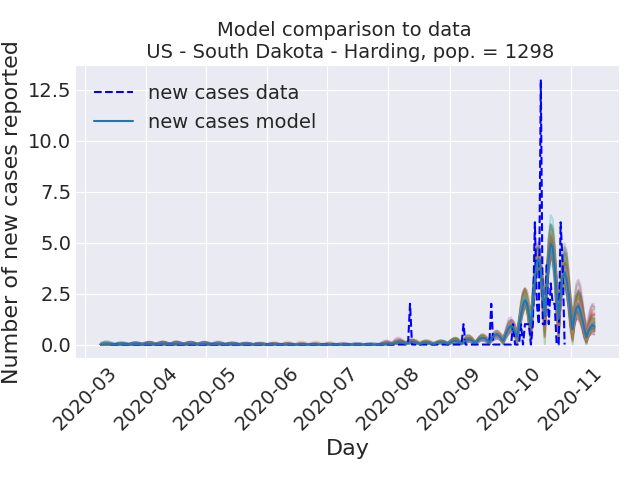 Model comparison to data
US - South Dakota - Harding, pop. = 1298
Number of new cases reported
12.5
10.0
7.5
5.0
2.5
0.0
new cases data
new cases model
2020-03
2020-04
2020-05
2020-06
2020-07
2020-08
2020-09
2020-10
2020-11
Day